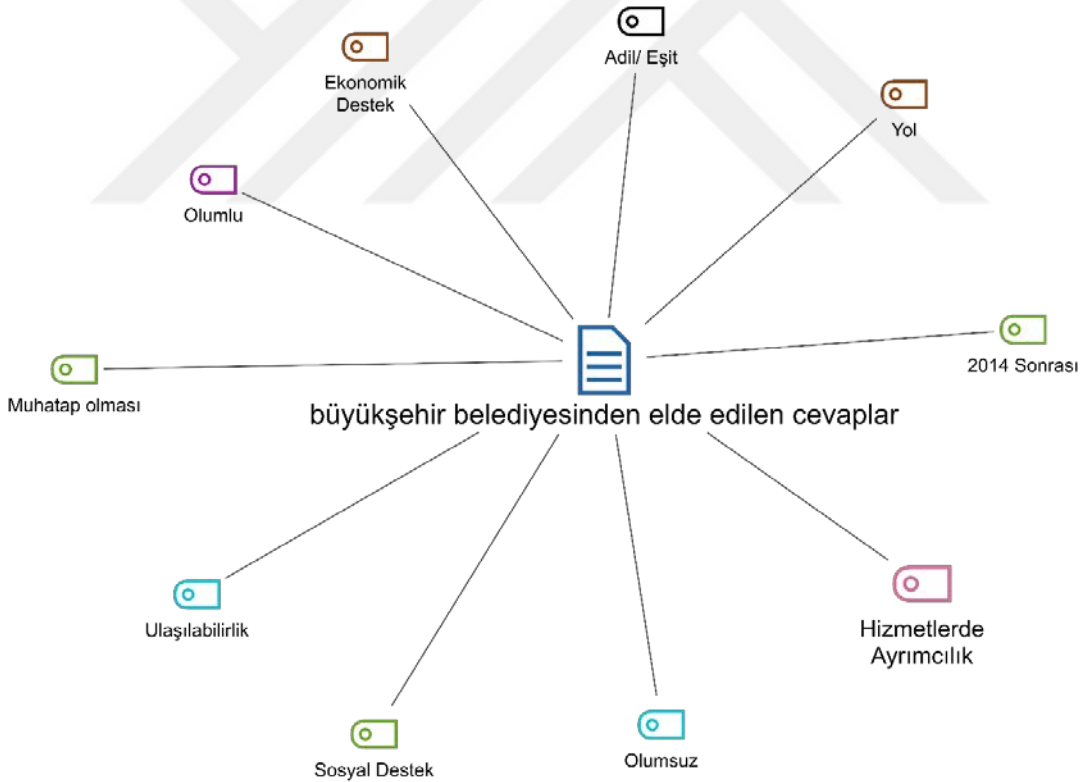 Adil/ Eşit
Ekonomik
Destek
Yol
Olumlu
2014 Sonrası
Muhatap olması
büyükşehir belediyesinden elde edilen cevaplar
Ulaşılabilirlik
Hizmetlerde
Ayrımcılık
Olumsuz
Sosyal Destek